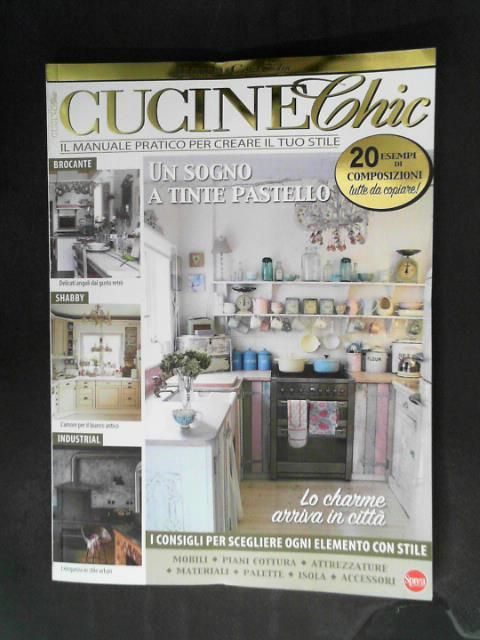 CUCINE Chic
IL MANUALE PRATICO PER CREARE IL TUO STILE
20 ESEMPI
DI
COMPOSIZIONI
tutte da copiare!
BROCANTE
Delicati angoli dal gusto retrò
SHABBY
L'amore per il bianco antico
INDUSTRIAL
L'eleganza in stile urban
UN SOGNO
A TINTE PASTELLO
FLOUR
Lo charme
arriva in città
I CONSIGLI PER SCEGLIERE OGNI ELEMENTO CON STILE
MOBILI ◆ PIANI COTTURA ◆ ATTREZZATURE
◆ MATERIALI ◆ PALETTE ◆ ISOLA ◆ ACCESSORI
Sprea